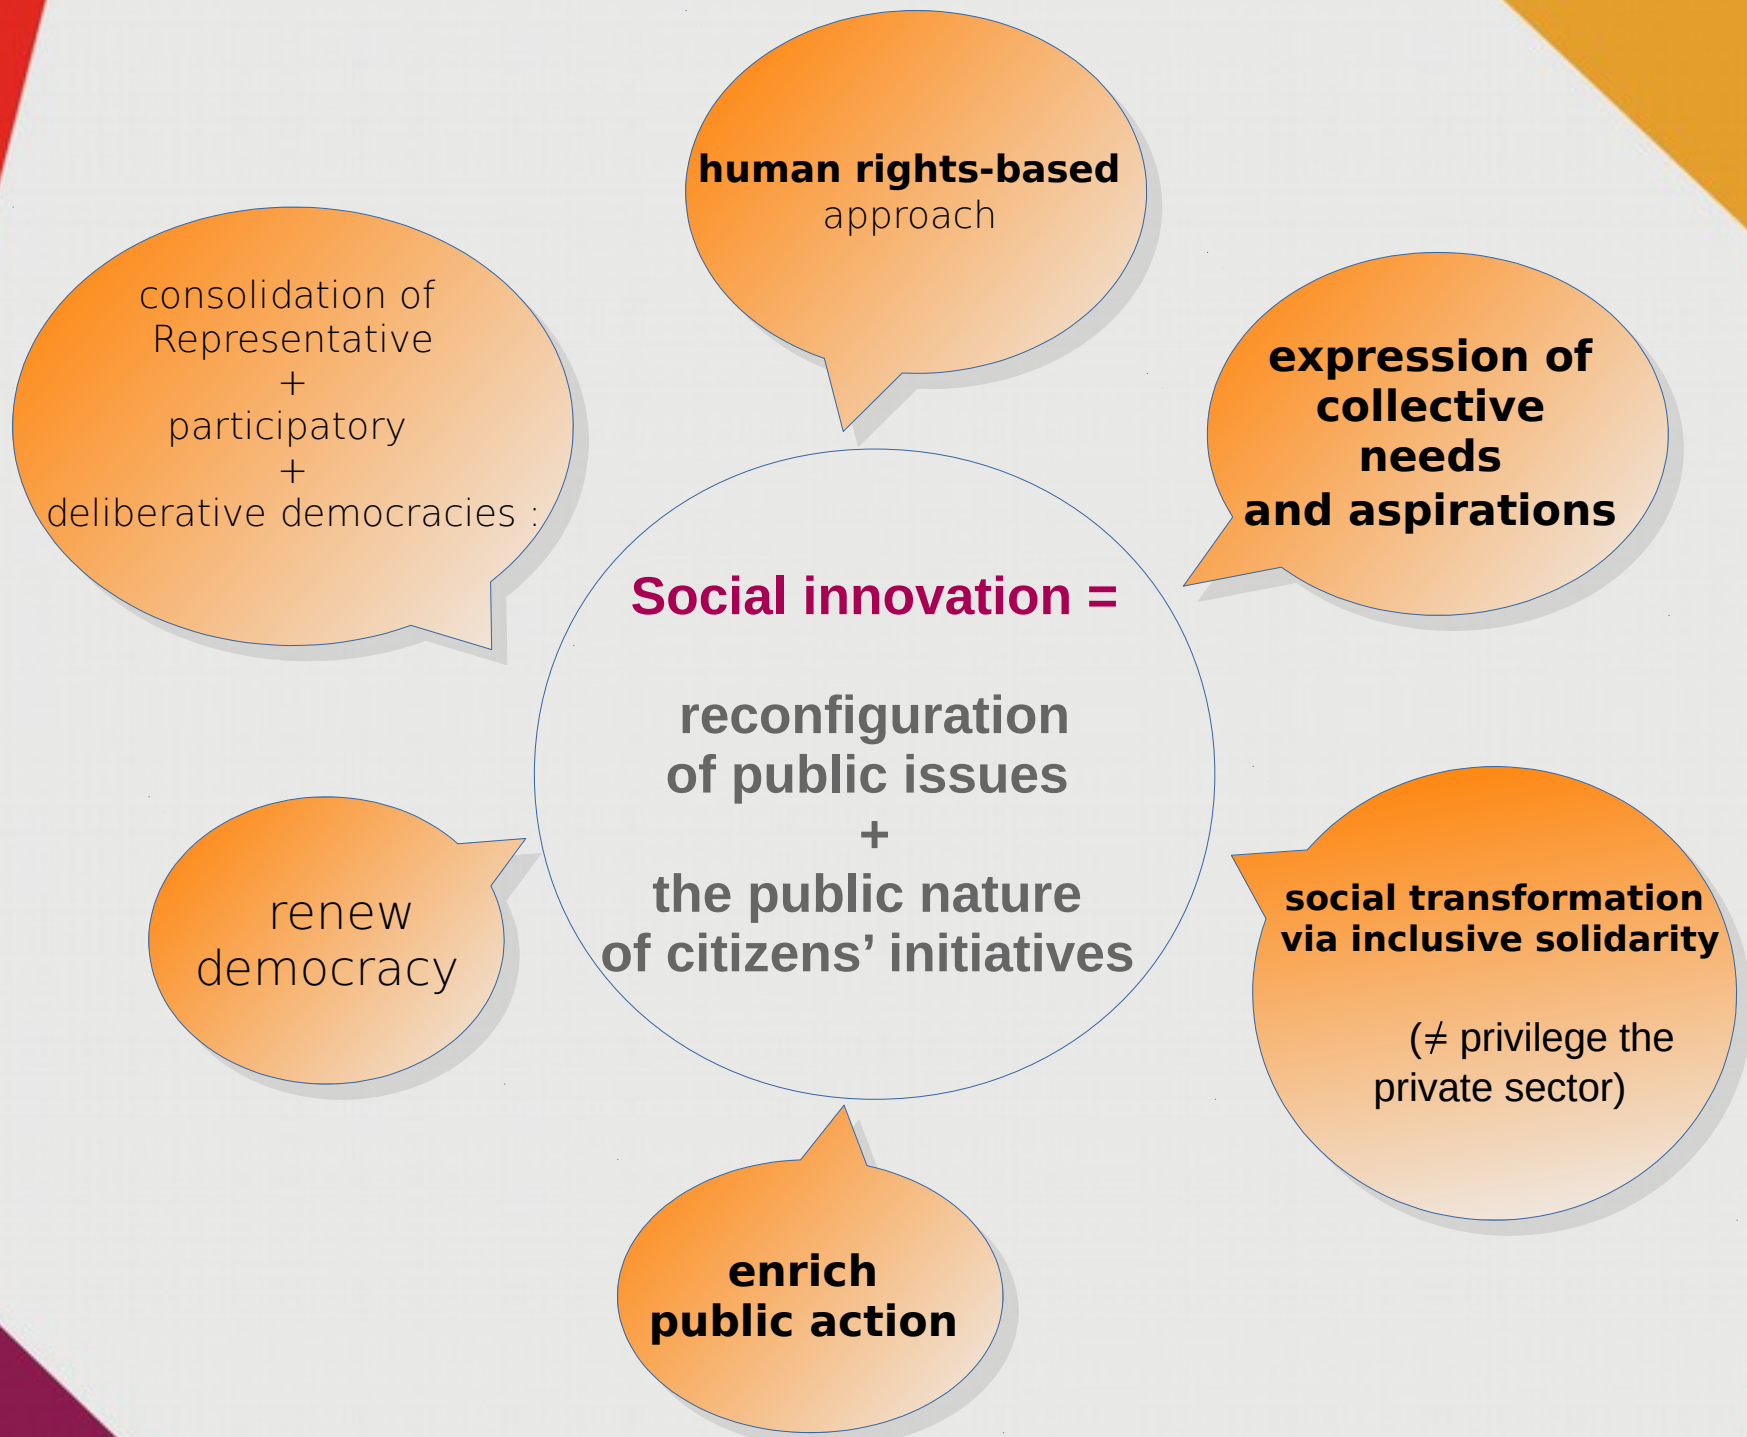 human rights-based
approach
consolidation of
Representative
+
participatory
+
deliberative democracies :
expression of
collective
needs
and aspirations
Social innovation =
reconfiguration
of public issues
+
the public nature
of citizens’ initiatives
renew
democracy
social transformation
via inclusive solidarity
(≠ privilege the
private sector)
enrich
public action